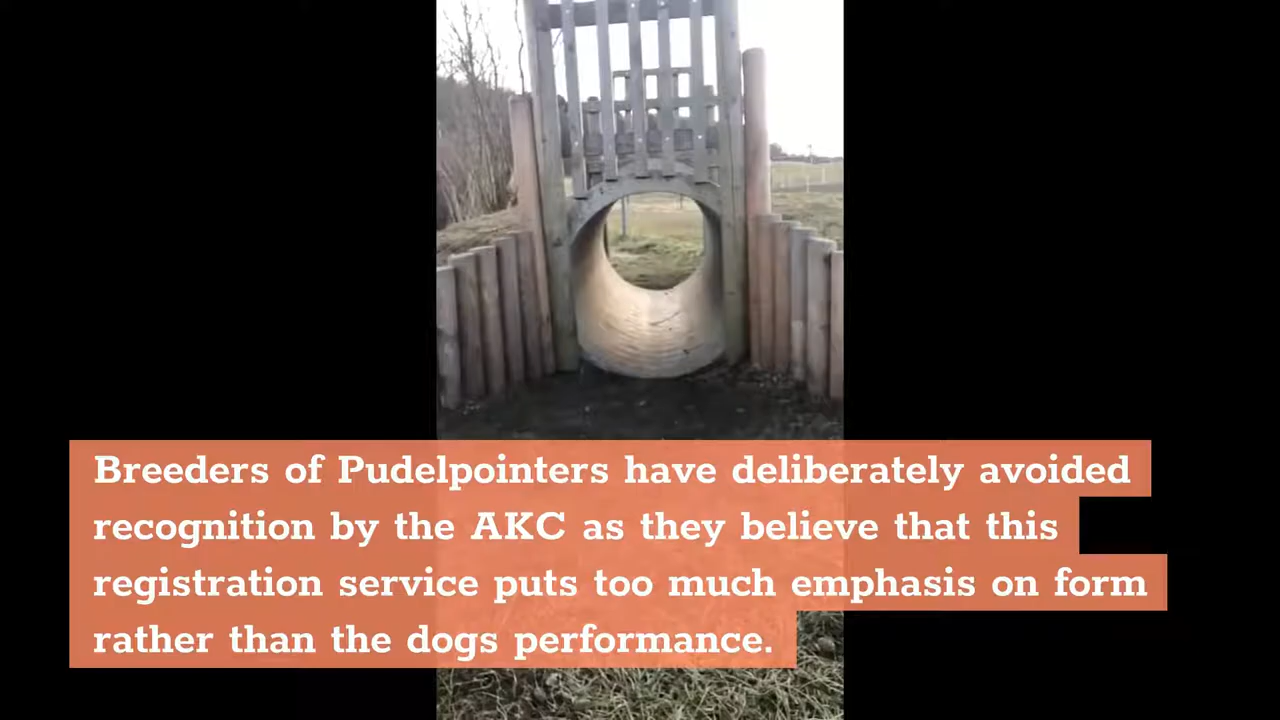 Breeders of Pudelpointers have deliberately avoided
recognition by the AKC as they believe that this
registration service puts too much emphasis on form
rather than the dogs performance.